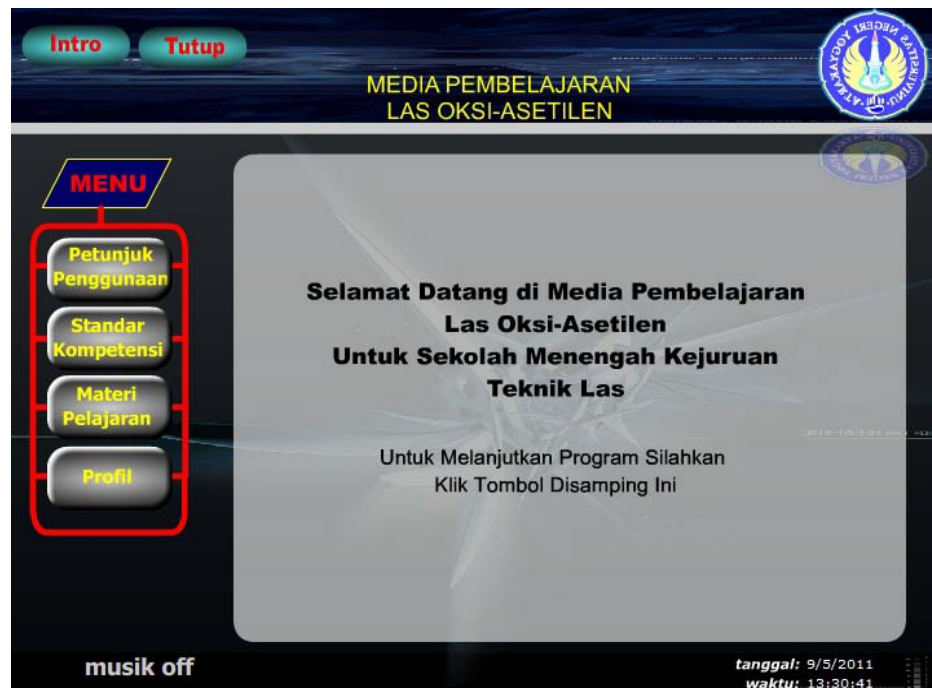 Intro
Tutup
MEDIA PEMBELAJARAN
LAS OKSI-ASETILEN
MENU
Petunjuk
Penggunaan
Standar
Kompetensi
Materi
Pelajaran
Profil
Selamat Datang di Media Pembelajaran
Las Oksi-Asetilen
Untuk Sekolah Menengah Kejuruan
Teknik Las
Untuk Melanjutkan Program Silahkan
Klik Tombol Disamping Ini
musik off
tanggal: 9/5/2011
waktu: 13:30:41